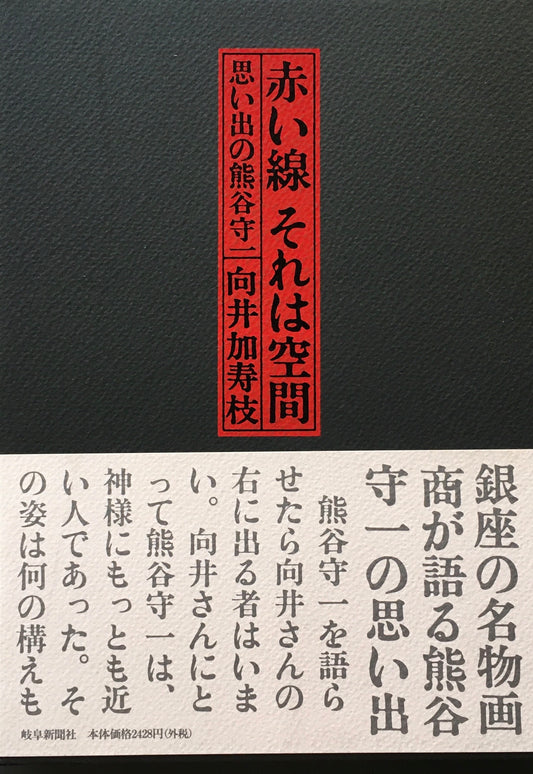 赤い線 それは空間
思い出の熊谷守一
向井加寿枝
銀座の名物画
商が語る熊谷
守一の思い出
熊谷守一を語ら
せたら向井さんの
右に出る者はいま
い。向井さんにと
って熊谷守一は、
神様にもっとも近
い人であった。そ
の姿は何の構えも
岐阜新聞社 本体価格2428円(外税)